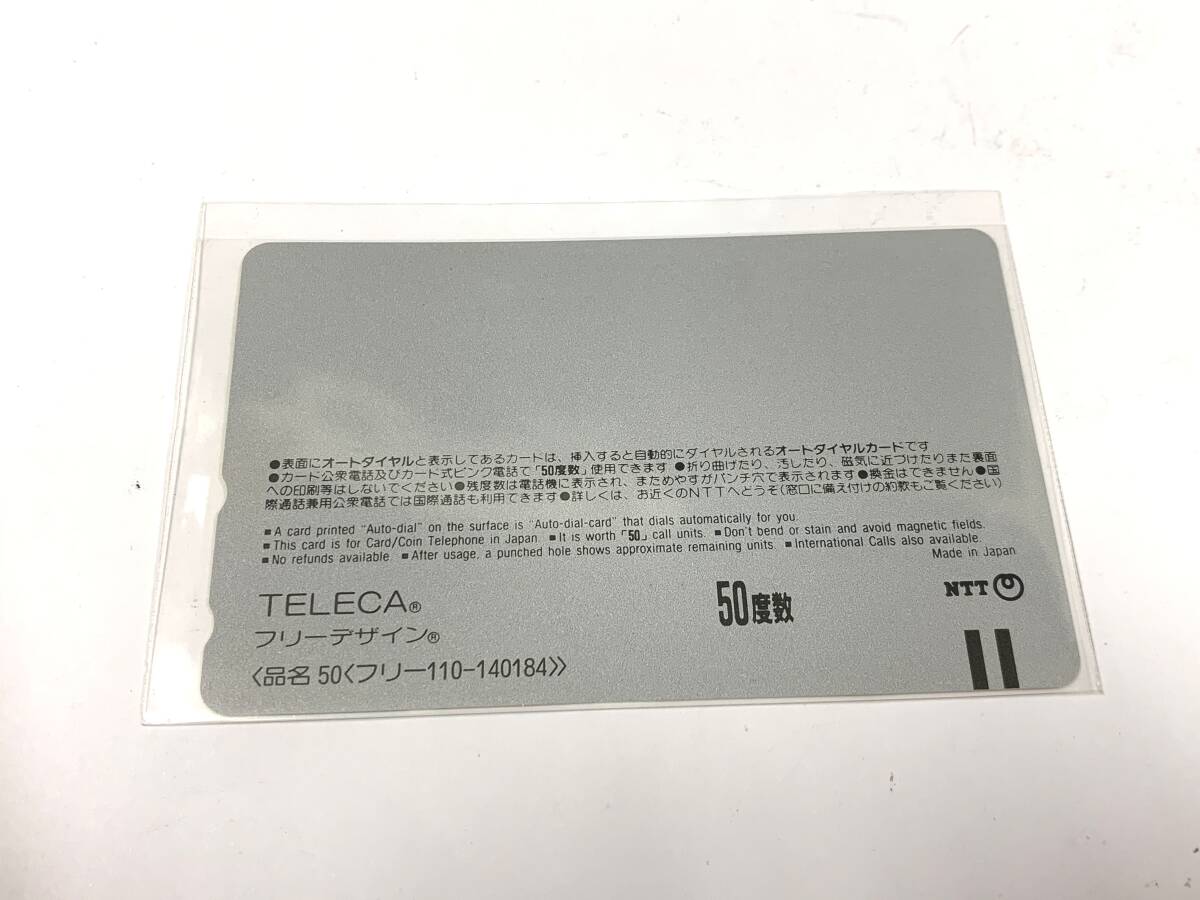 ●表面にオートダイヤルと表示してあるカードは、挿入すると自動的にダイヤルされるオートダイヤルカードです
●カード公衆電話及びカード式ピンク電話で「50度数」使用できます ●折り曲げたり、汚したり、磁気に近づけたりまた裏面
への印刷等はしないでください●残度数は電話機に表示され、まためやすがパンチ穴で表示されます●換金はできません●国
際通話兼用公衆電話では国際通話も利用できます●詳しくは、お近くのNTTへどうぞ(窓口に備え付けの約款もご覧ください)
■ A card printed "Auto-dial" on the surface is "Auto-dial-card" that dials automatically for you.
■ This card is for Card/Coin Telephone in Japan. ■ It is worth「50」call units. ■ Don't bend or stain and avoid magnetic fields.
■ No refunds available. ■ After usage, a punched hole shows approximate remaining units. ■ International Calls also available.
Made in Japan
TELECA®
50度数
NTT
フリーデザイン®
〈品名 50〈フリー110-140184〉〉